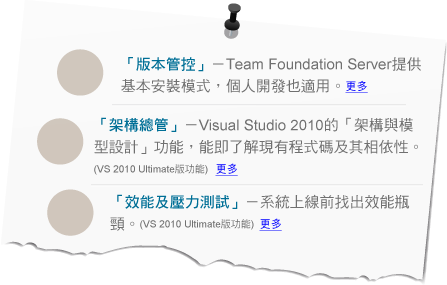 「版本管控」－Team Foundation Server提供
基本安裝模式，個人開發也適用。更多
「架構總管」－Visual Studio 2010的「架構與模
型設計」功能，能即了解現有程式碼及其相依性。
(VS 2010 Ultimate版功能) 更多
「效能及壓力測試」－系統上線前找出效能瓶
頸。(VS 2010 Ultimate版功能) 更多